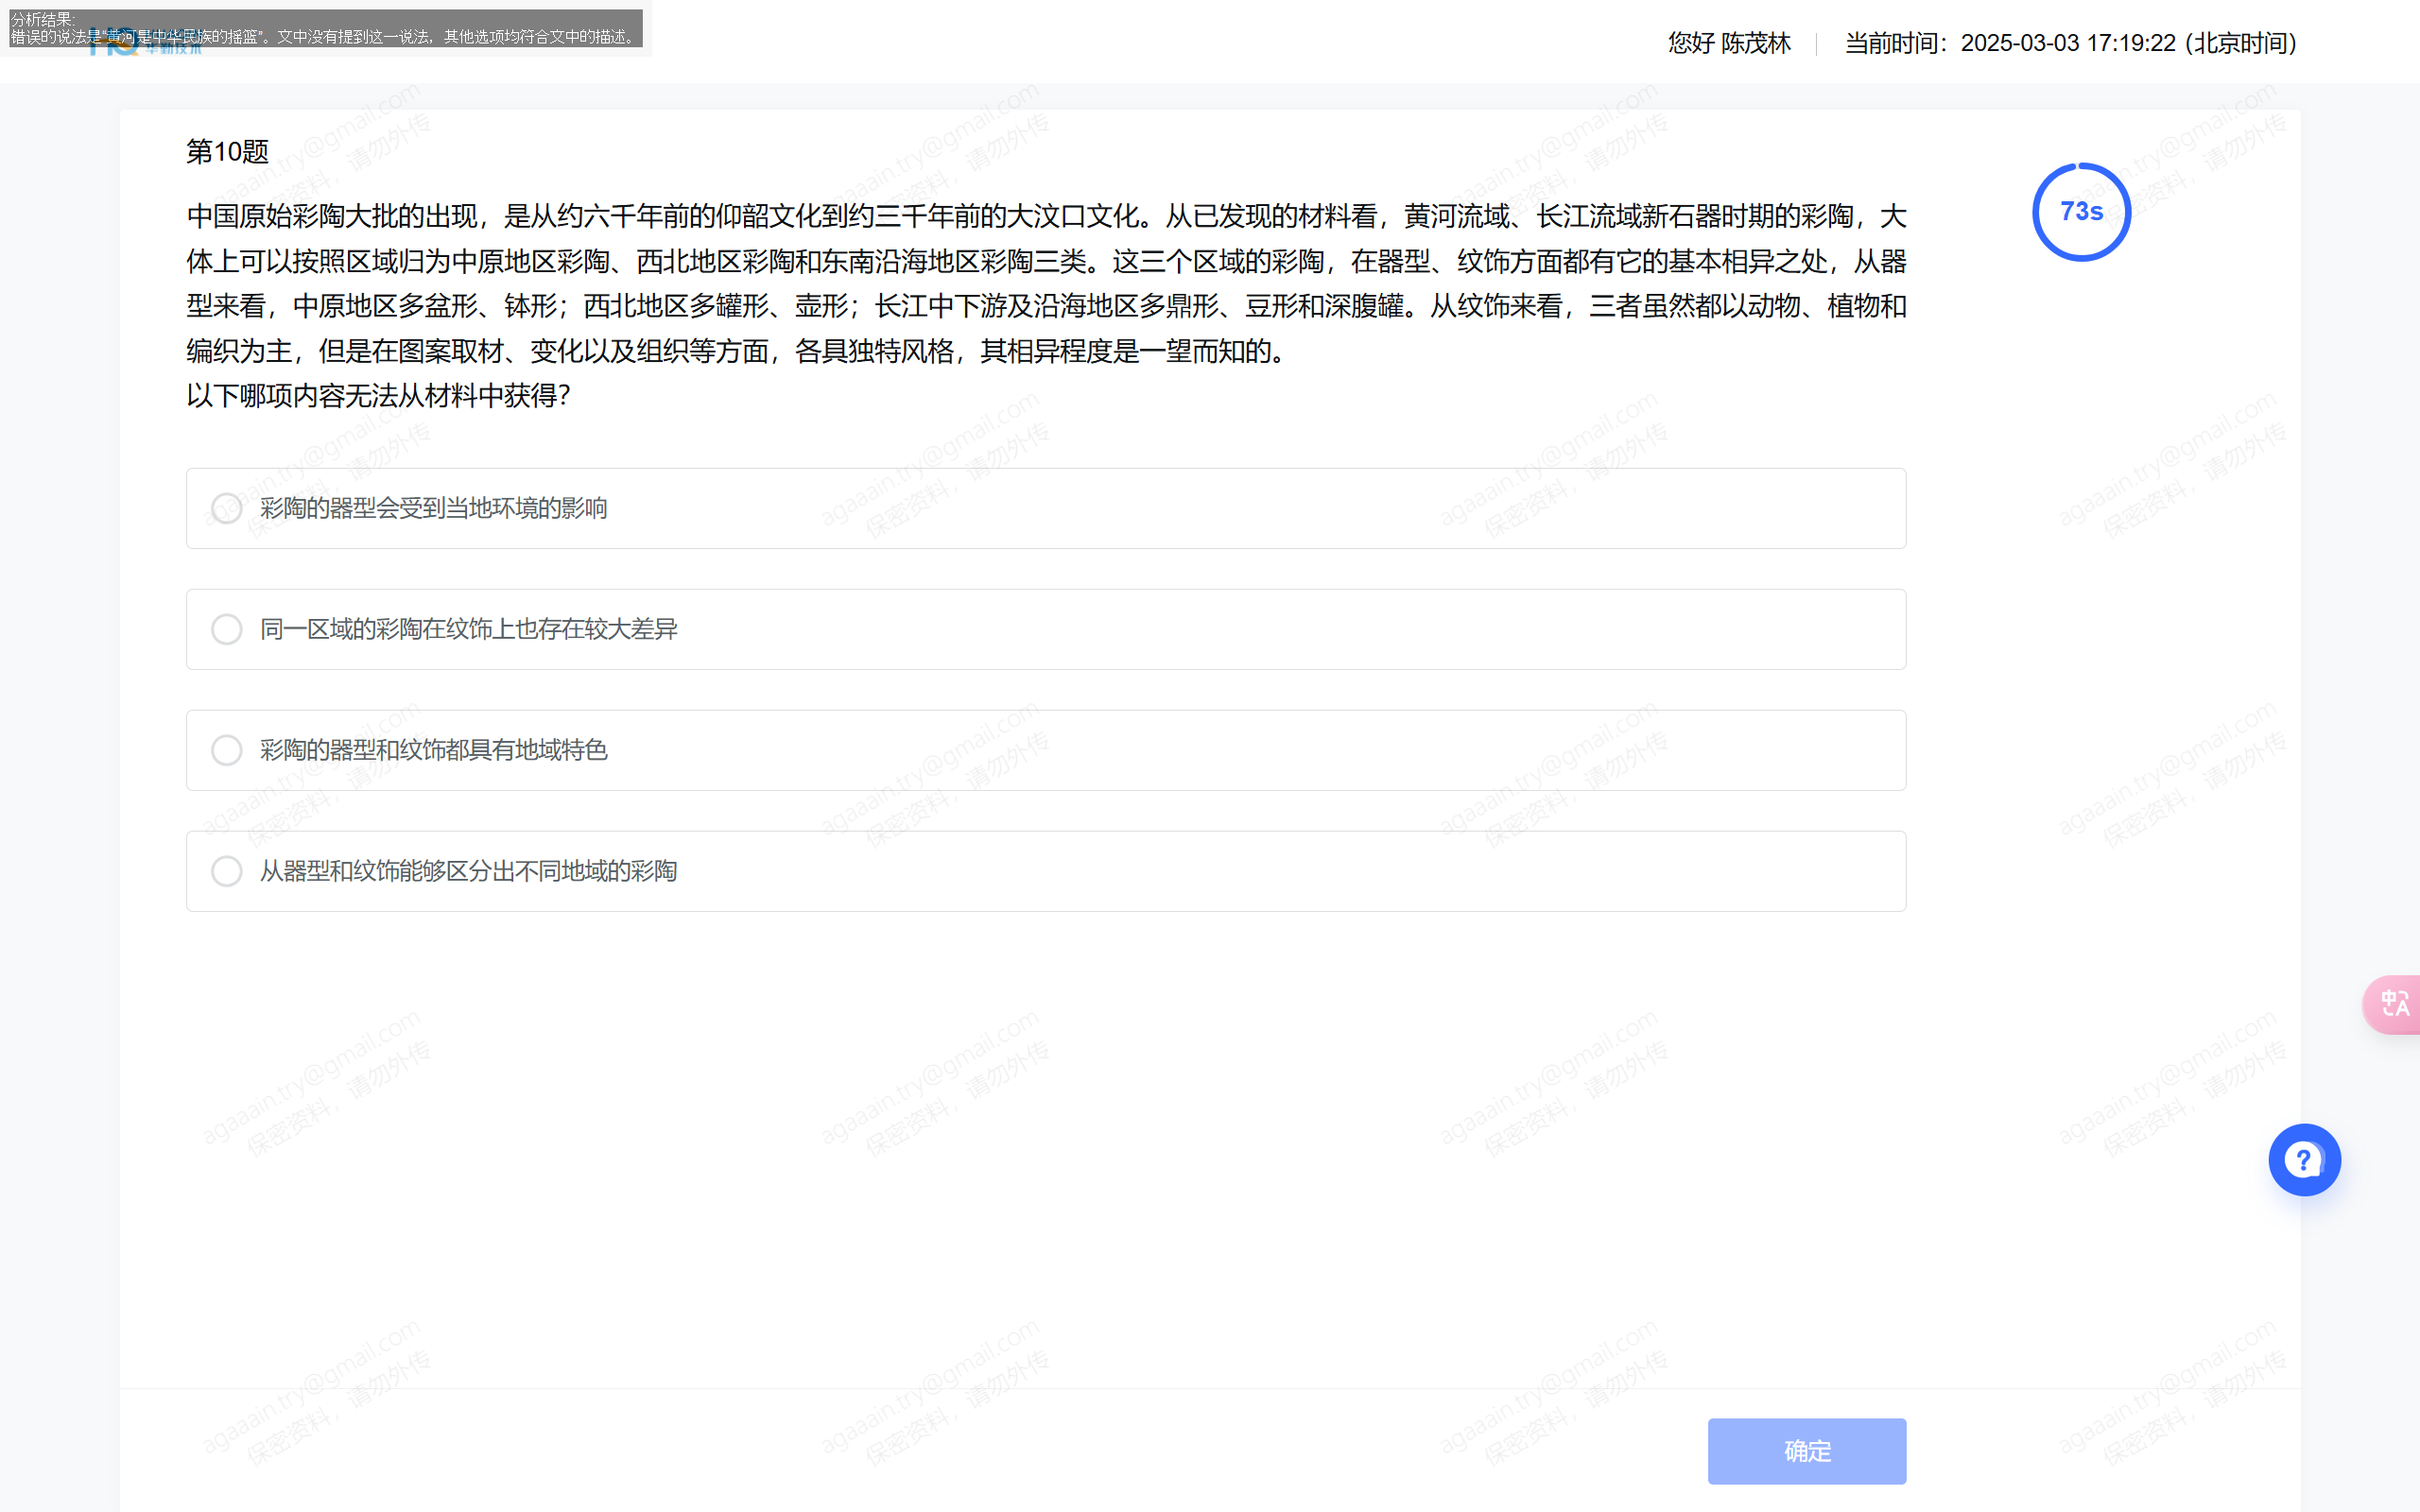 分析结果:
错误的说法是"黄河是中华民族的摇篮"。文中没有提到这一说法，其他选项均符合文中的描述。
HQ 华勤技术
您好 陈茂林
当前时间：2025-03-03 17:19:22 (北京时间)
第10题
73s
中国原始彩陶大批的出现，是从约六千年前的仰韶文化到约三千年前的大汶口文化。从已发现的材料看，黄河流域、长江流域新石器时期的彩陶，大
体上可以按照区域归为中原地区彩陶、西北地区彩陶和东南沿海地区彩陶三类。这三个区域的彩陶，在器型、纹饰方面都有它的基本相异之处，从器
型来看，中原地区多盆形、钵形；西北地区多罐形、壶形；长江中下游及沿海地区多鼎形、豆形和深腹罐。从纹饰来看，三者虽然都以动物、植物和
编织为主，但是在图案取材、变化以及组织等方面，各具独特风格，其相异程度是一望而知的。
以下哪项内容无法从材料中获得？
彩陶的器型会受到当地环境的影响
同一区域的彩陶在纹饰上也存在较大差异
彩陶的器型和纹饰都具有地域特色
从器型和纹饰能够区分出不同地域的彩陶
确定
agaaain.try@gmail.com
保密资料，请勿外传